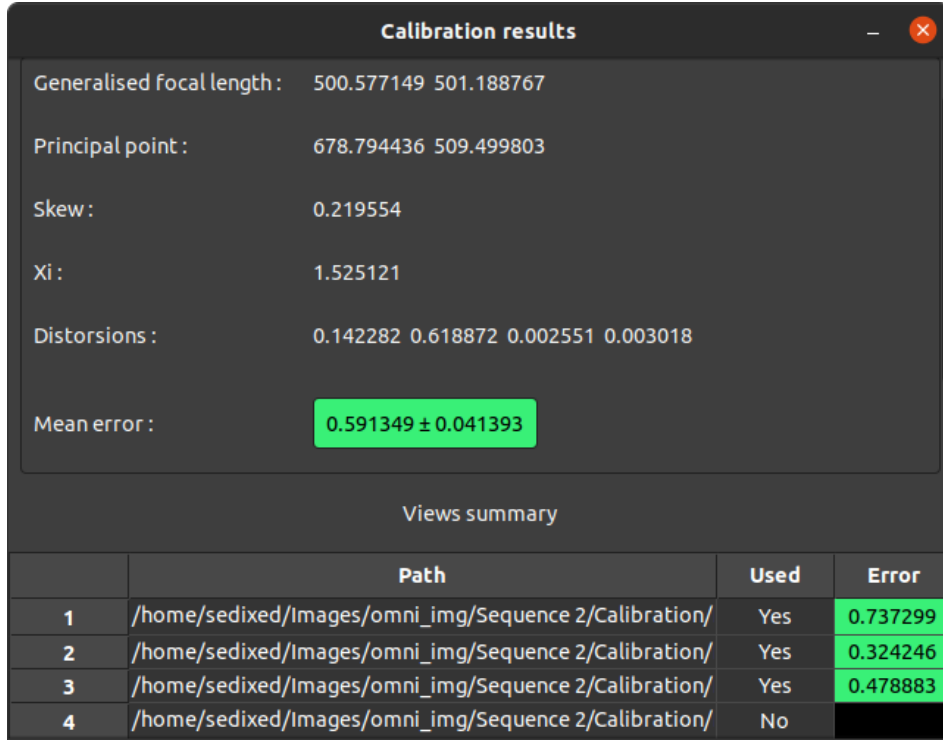 Calibration results
Generalised focal length : 500.577149 501.188767
Principal point : 678.794436 509.499803
Skew : 0.219554
Xi : 1.525121
Distorsions : 0.142282 0.618872 0.002551 0.003018
Mean error : 0.591349 ± 0.041393
Views summary
Path Used Error
1 /home/sedixed/Images/omni_img/Sequence 2/Calibration/ Yes 0.737299
2 /home/sedixed/Images/omni_img/Sequence 2/Calibration/ Yes 0.324246
3 /home/sedixed/Images/omni_img/Sequence 2/Calibration/ Yes 0.478883
4 /home/sedixed/Images/omni_img/Sequence 2/Calibration/ No